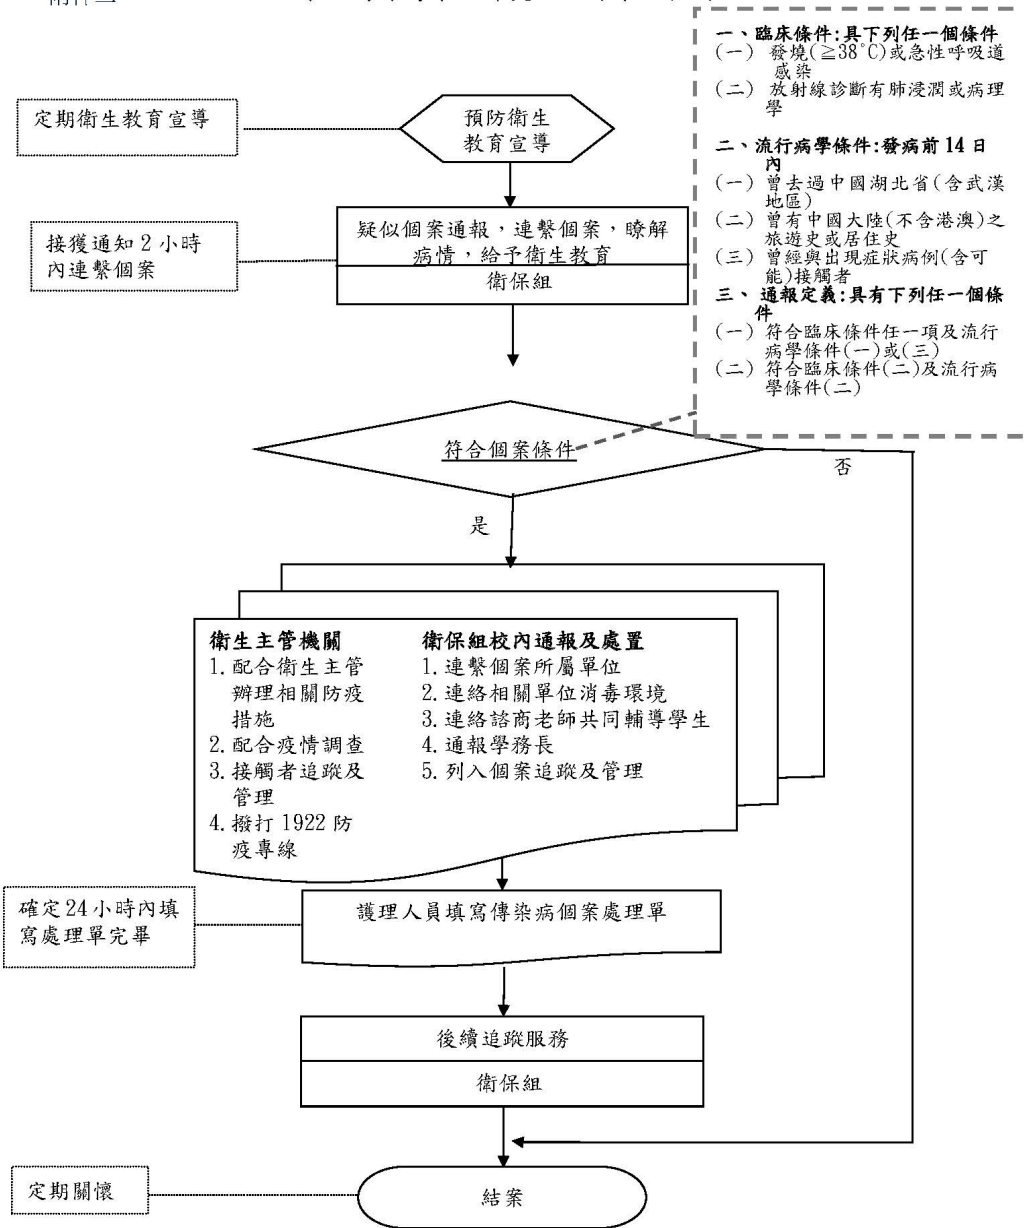 一、臨床條件:具下列任一個條件
(一) 發燒(≧38°C)或急性呼吸道
感染
(二) 放射線診斷有肺浸潤或病理
學
二、流行病學條件:發病前 14 日
內
(一) 曾去過中國湖北省(含武漢
地區)
(二) 曾有中國大陸(不含港澳)之
旅遊史或居住史
(三) 曾經與出現症狀病例(含可
能)接觸者
三、 通報定義:具有下列任一個條
件
(一) 符合臨床條件任一項及流行
病學條件(一)或(三)
(二) 符合臨床條件(二)及流行病
學條件(二)
定期衛生教育宣導
預防衛生
教育宣導
接獲通知 2 小時
內連繫個案
疑似個案通報，連繫個案，瞭解
病情，給予衛生教育
衛保組
符合個案條件
否
是
衛生主管機關
1. 配合衛生主管
辦理相關防疫
措施
2. 配合疫情調查
3. 接觸者追蹤及
管理
4. 撥打 1922 防
疫專線
衛保組校內通報及處置
1. 連繫個案所屬單位
2. 連絡相關單位消毒環境
3. 連絡諮商老師共同輔導學生
4. 通報學務長
5. 列入個案追蹤及管理
確定 24 小時內填
寫處理單完畢
護理人員填寫傳染病個案處理單
後續追蹤服務
衛保組
定期關懷
結案